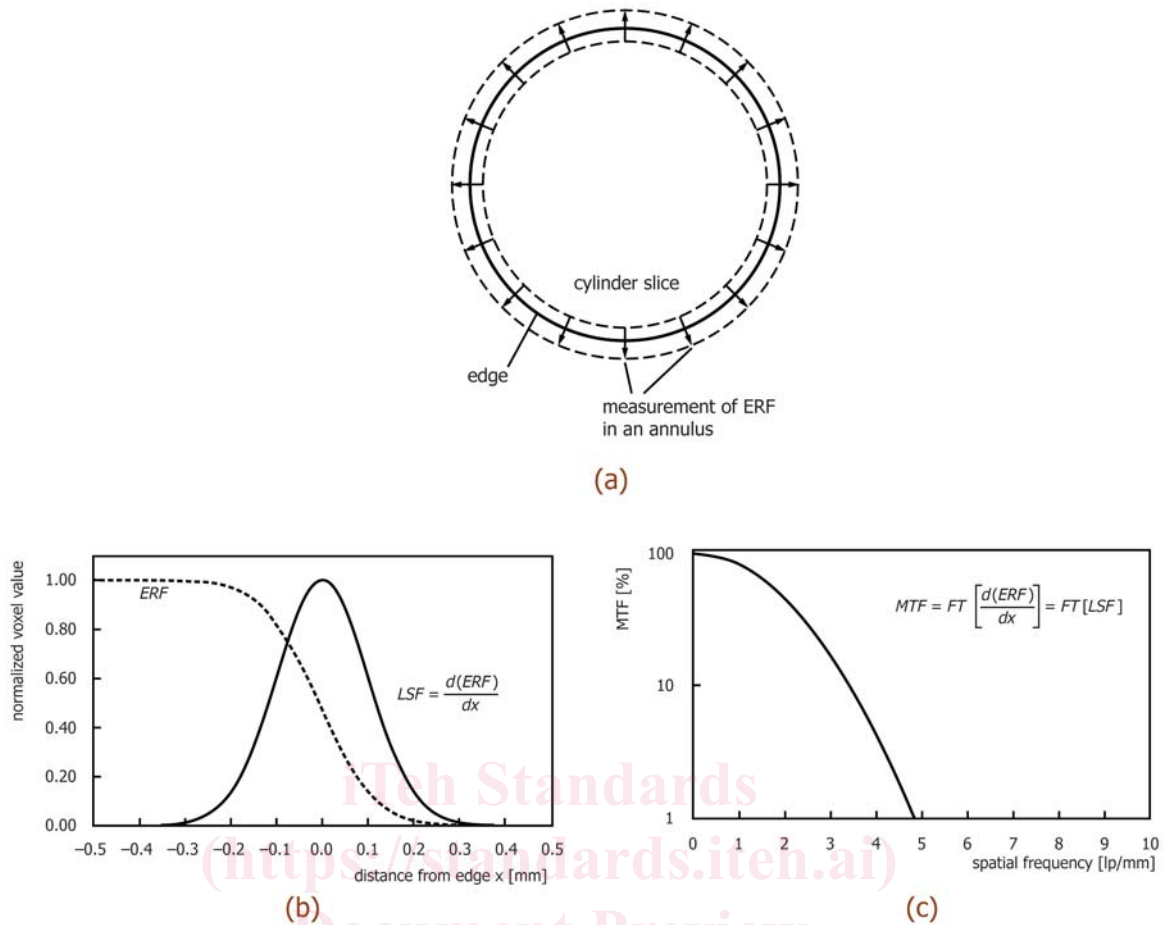 cylinder slice
edge
measurement of ERF
in an annulus
(a)
normalized voxel value
1.00
0.80
0.60
0.40
0.20
0.00
ERF
LSF = d(ERF)/dx
−0.5 −0.4 −0.3 −0.2 −0.1 0.0 0.1 0.2 0.3 0.4 0.5
distance from edge x [mm]
(b)
MTF [%]
100
10
1
MTF = FT [d(ERF)/dx] = FT [LSF]
0 1 2 3 4 5 6 7 8 9 10
spatial frequency [lp/mm]
(c)
iTeh Standards
(https://standards.iteh.ai)
Document Preview